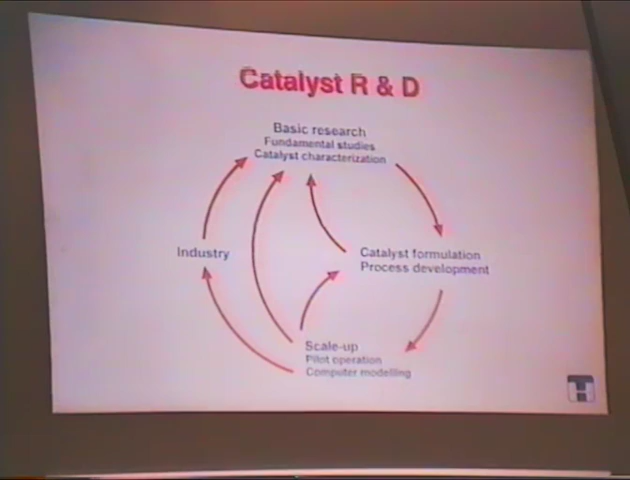 Catalyst R & D
Basic research
Fundamental studies
Catalyst characterization
Industry
Catalyst formulation
Process development
Scale-up
Pilot operation
Computer modelling